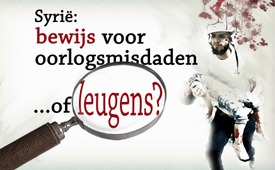 Syrië:
bewijs voor
oorlogsmisdaden
...of leugens?